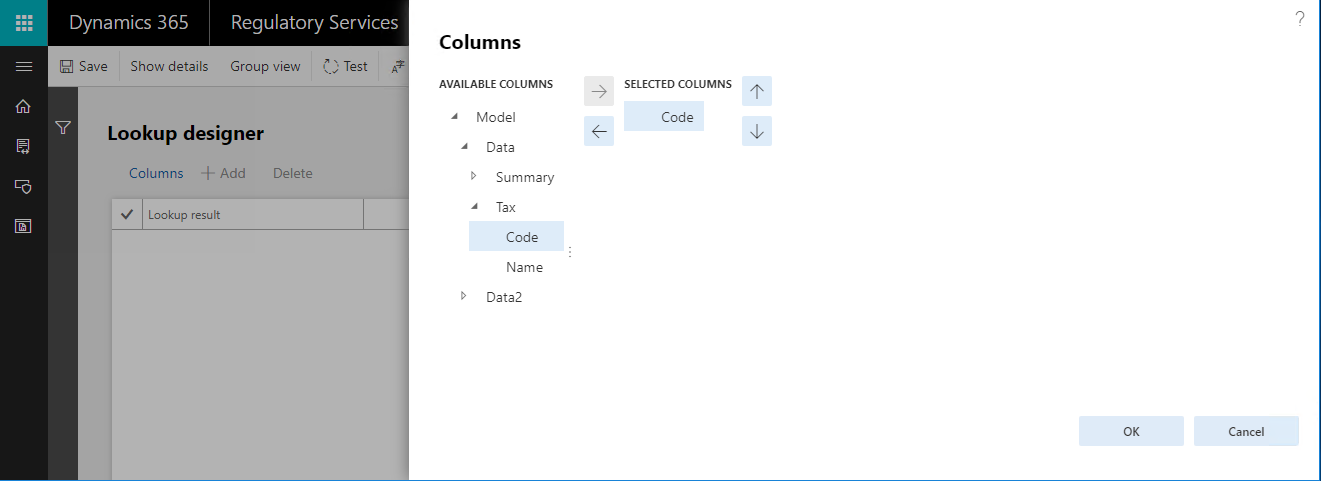 Dynamics 365 Regulatory Services
?
Columns
Save Show details Group view Test
AVAILABLE COLUMNS SELECTED COLUMNS
Model Code
Lookup designer
Data
Columns + Add Delete
Summary
Lookup result Tax
Code
Name
Data2
OK Cancel